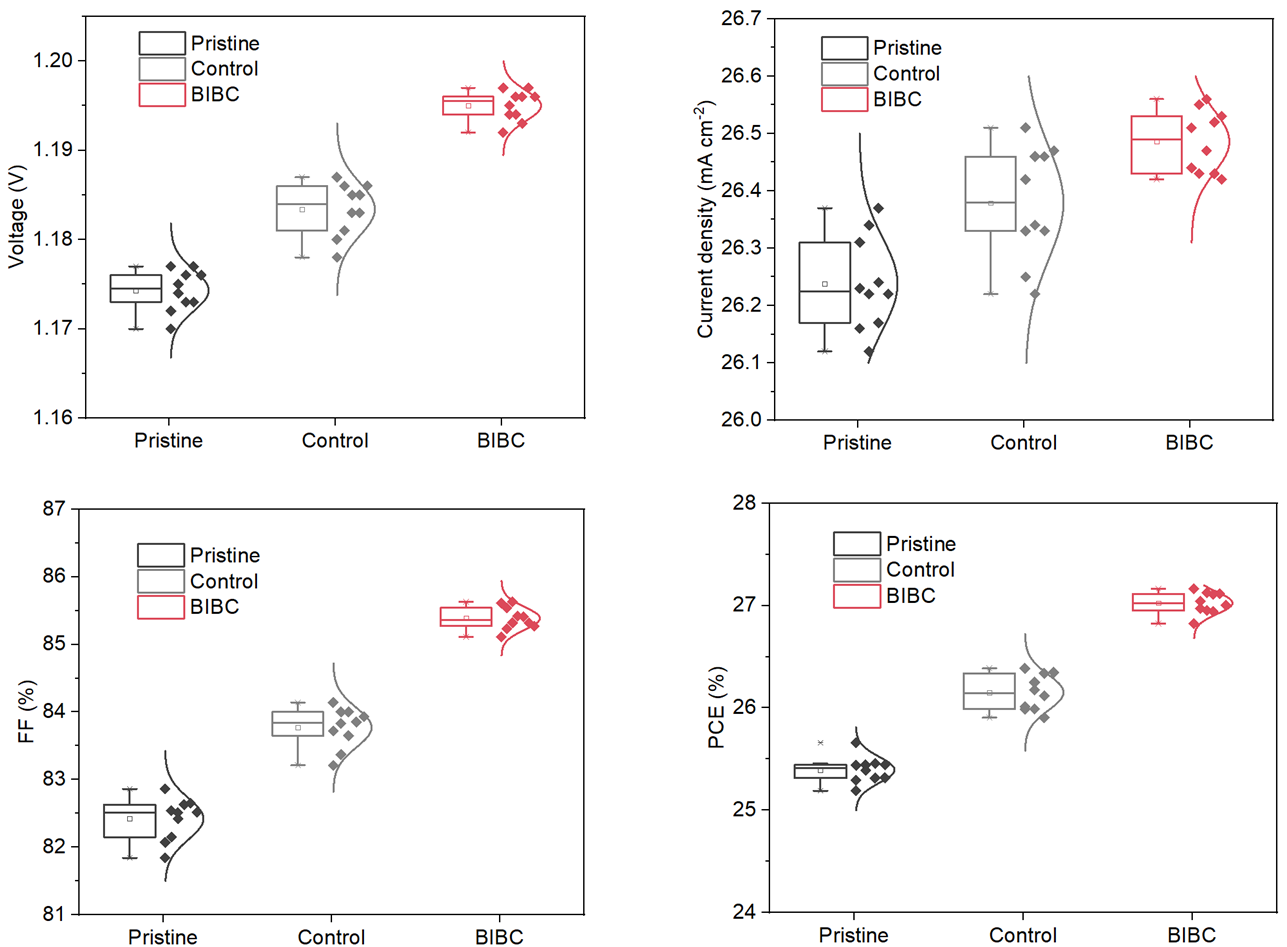 Voltage (V)
1.20
1.19
1.18
1.17
1.16
Pristine
Control
BIBC
Pristine
Control
BIBC
Current density (mA cm⁻²)
26.7
26.6
26.5
26.4
26.3
26.2
26.1
26.0
Pristine
Control
BIBC
Pristine
Control
BIBC
FF (%)
87
86
85
84
83
82
81
Pristine
Control
BIBC
Pristine
Control
BIBC
PCE (%)
28
27
26
25
24
Pristine
Control
BIBC
Pristine
Control
BIBC